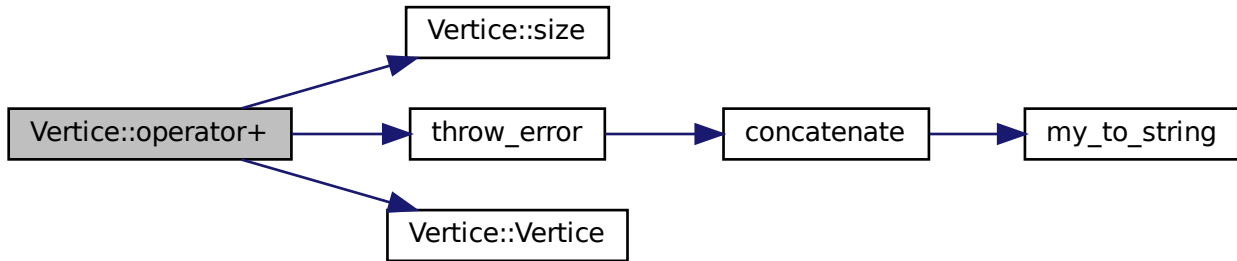 Vertice::size
Vertice::operator+
throw_error
concatenate
my_to_string
Vertice::Vertice